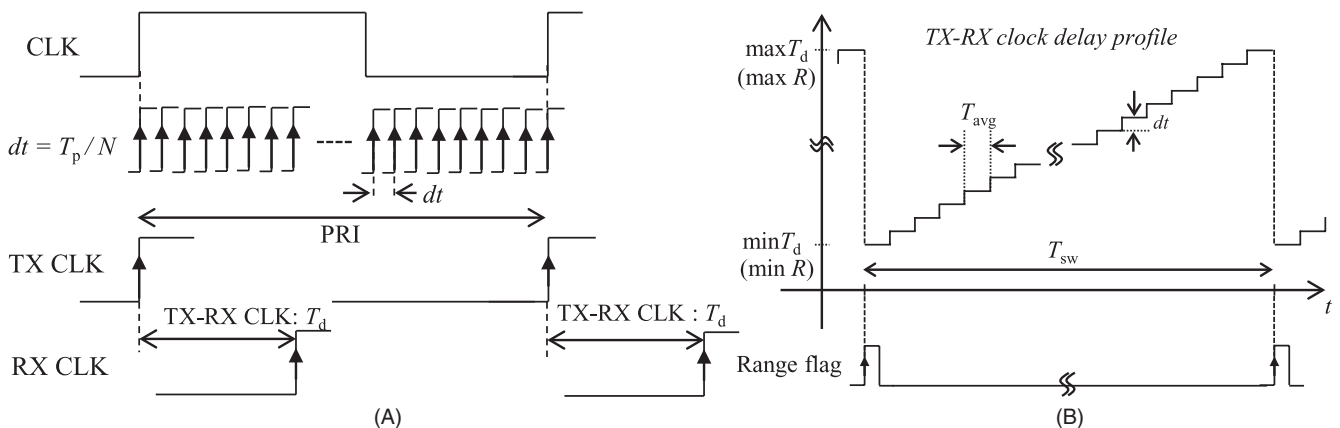 CLK
dt = Tp / N
dt
PRI
TX CLK
TX-RX CLK: Td
TX-RX CLK : Td
RX CLK
(A)
TX-RX clock delay profile
maxTd
(max R)
Tavg
dt
minTd
(min R)
Tsw
t
Range flag
(B)